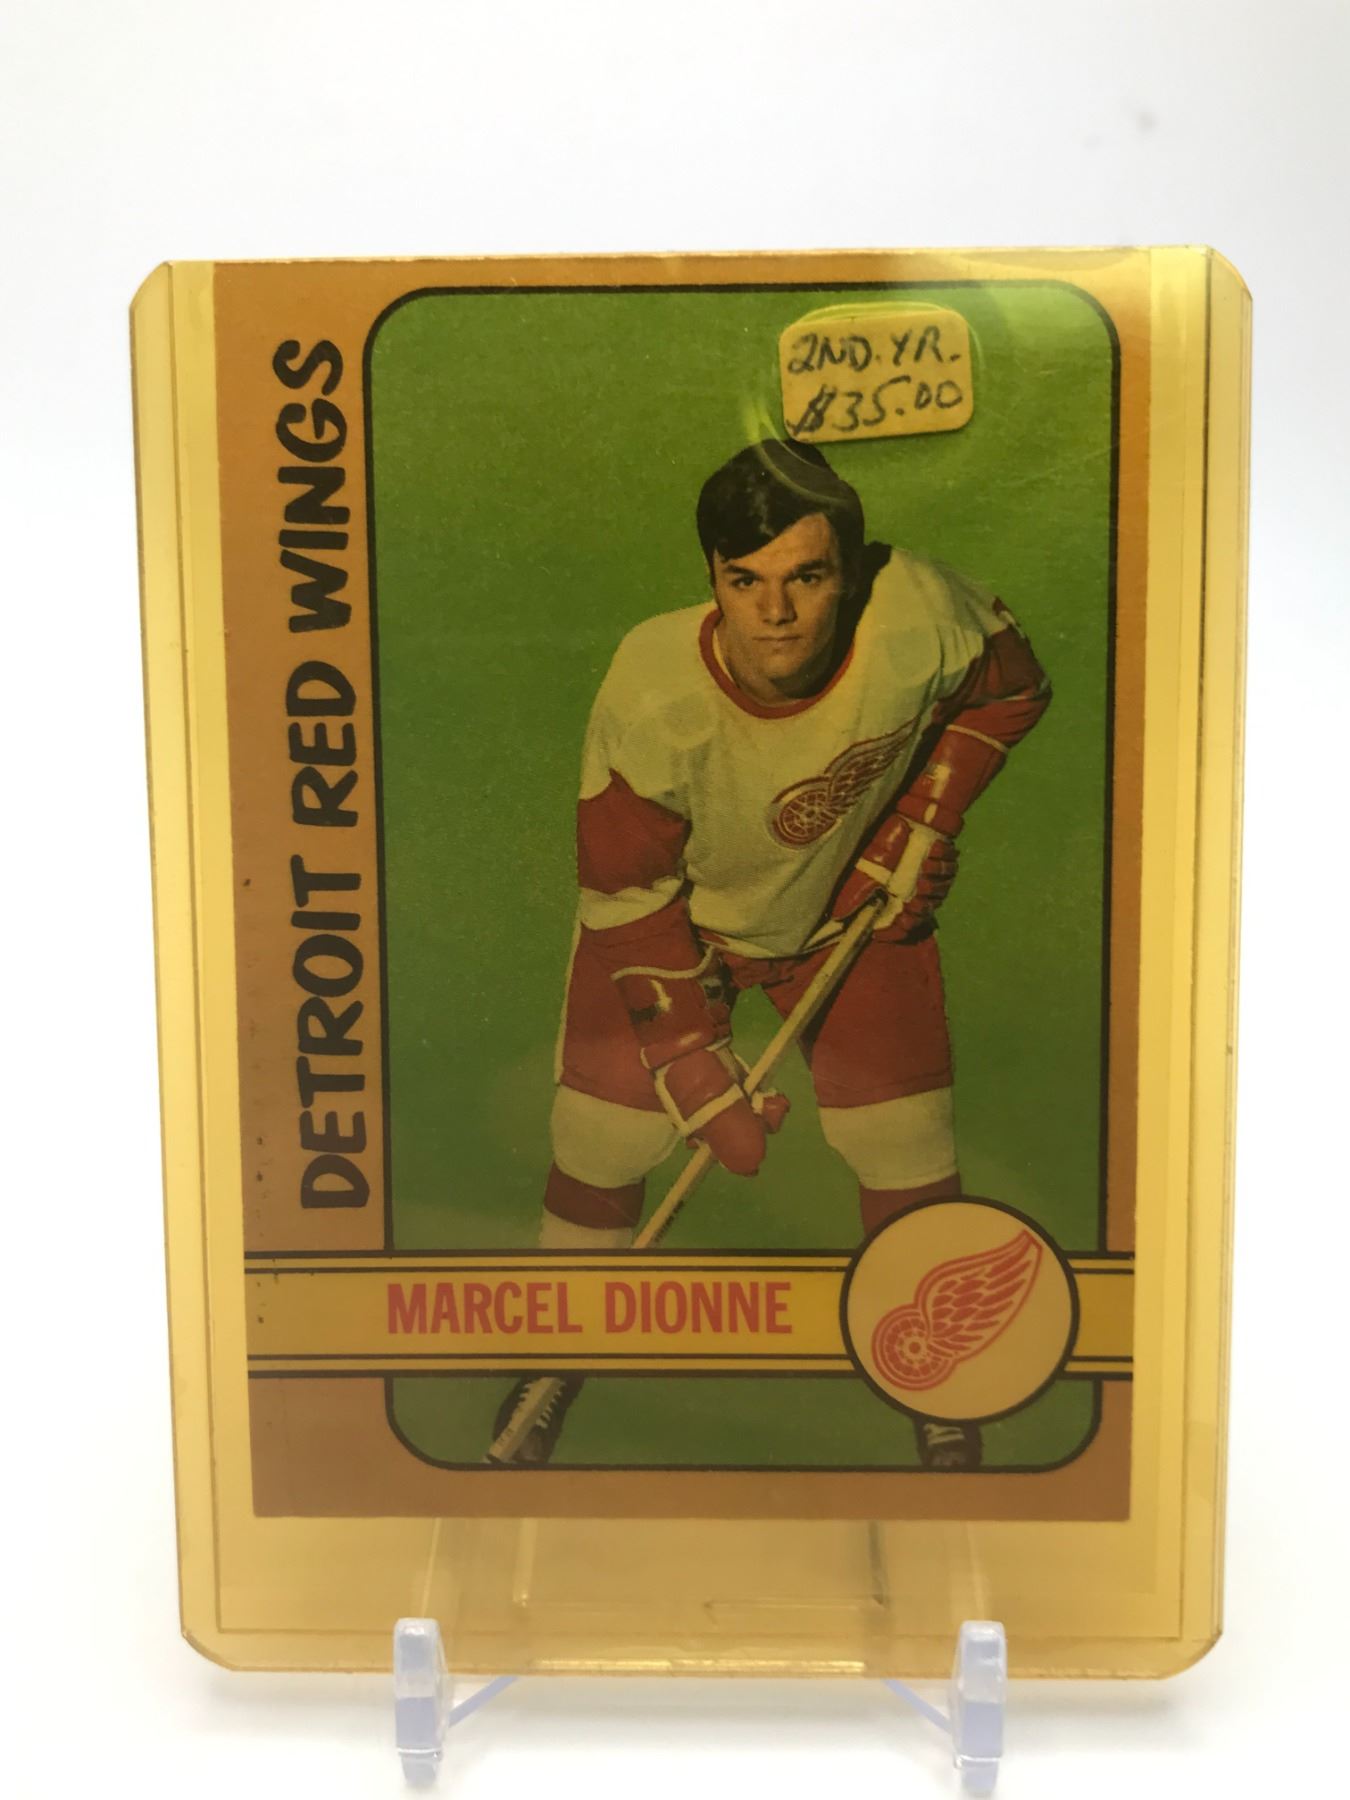 2ND. YR.
$35.00
DETROIT RED WINGS
MARCEL DIONNE